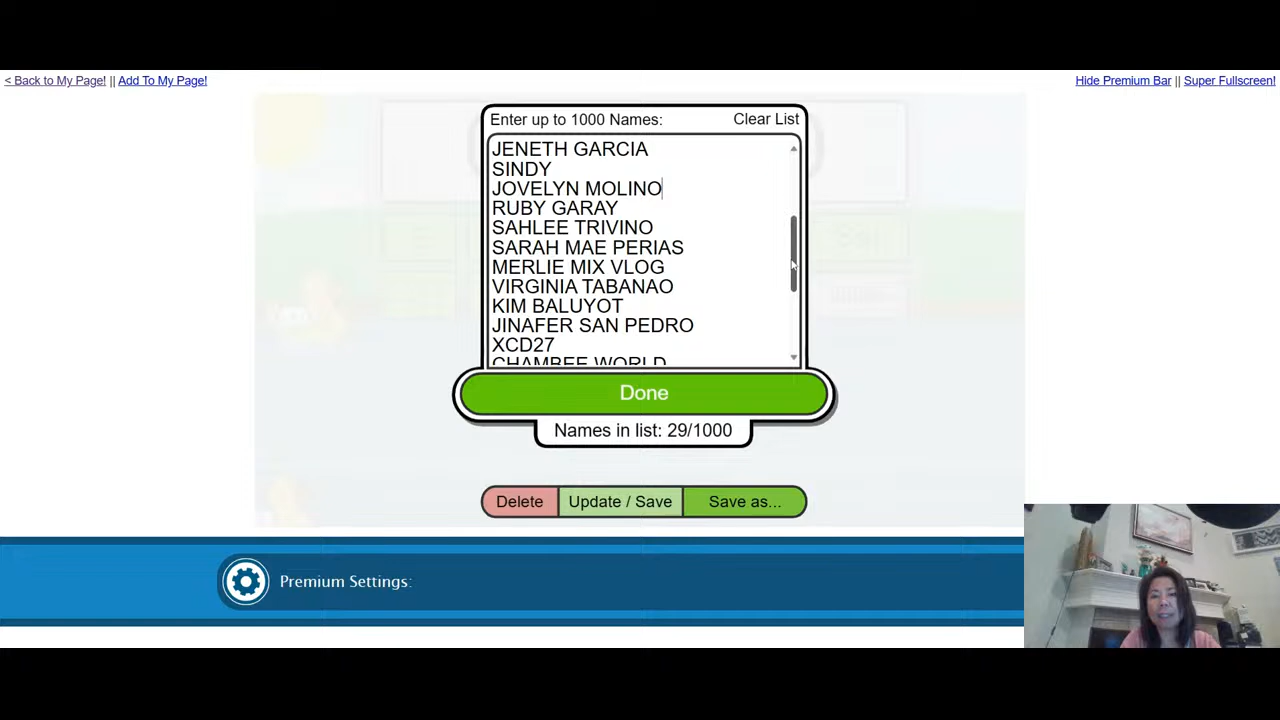 < Back to My Page! || Add To My Page!
Hide Premium Bar || Super Fullscreen!
Enter up to 1000 Names:
Clear List
JENETH GARCIA
SINDY
JOVELYN MOLINO
RUBY GARAY
SAHLEE TRIVINO
SARAH MAE PERIAS
MERLIE MIX VLOG
VIRGINIA TABANAO
KIM BALUYOT
JINAFER SAN PEDRO
XCD27
CHAMBEE WORLD
Done
Names in list: 29/1000
Delete
Update / Save
Save as...
Premium Settings: